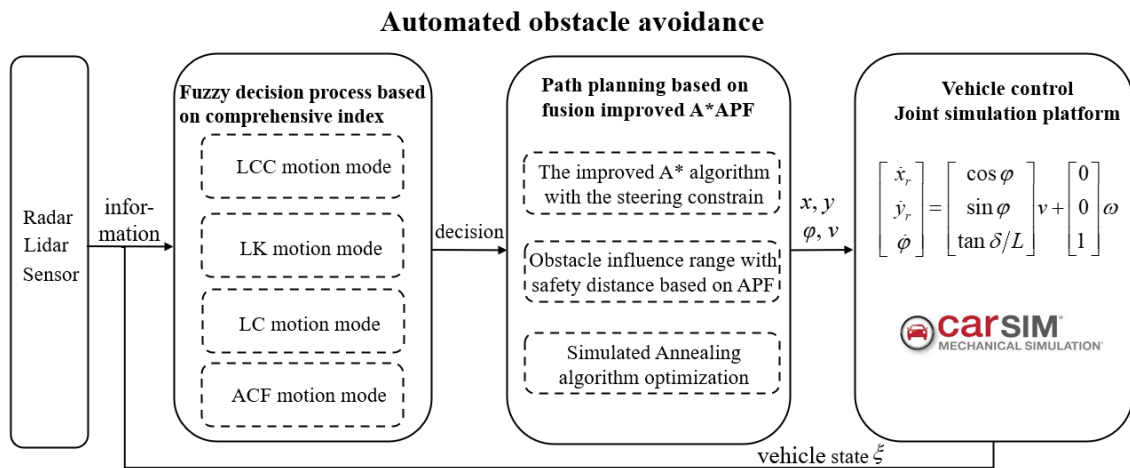 Automated obstacle avoidance
Radar
Lidar
Sensor
infor-
mation
Fuzzy decision process based
on comprehensive index
LCC motion mode
LK motion mode
LC motion mode
ACF motion mode
decision
Path planning based on
fusion improved A*APF
The improved A* algorithm
with the steering constrain
Obstacle influence range with
safety distance based on APF
Simulated Annealing
algorithm optimization
x, y
φ, v
Vehicle control
Joint simulation platform
[ẋ_r] [cos φ] [0]
[ẏ_r] = [sin φ] v + [0] ω
[φ̇] [tan δ/L] [1]
carSIM®
MECHANICAL SIMULATION
vehicle state ξ